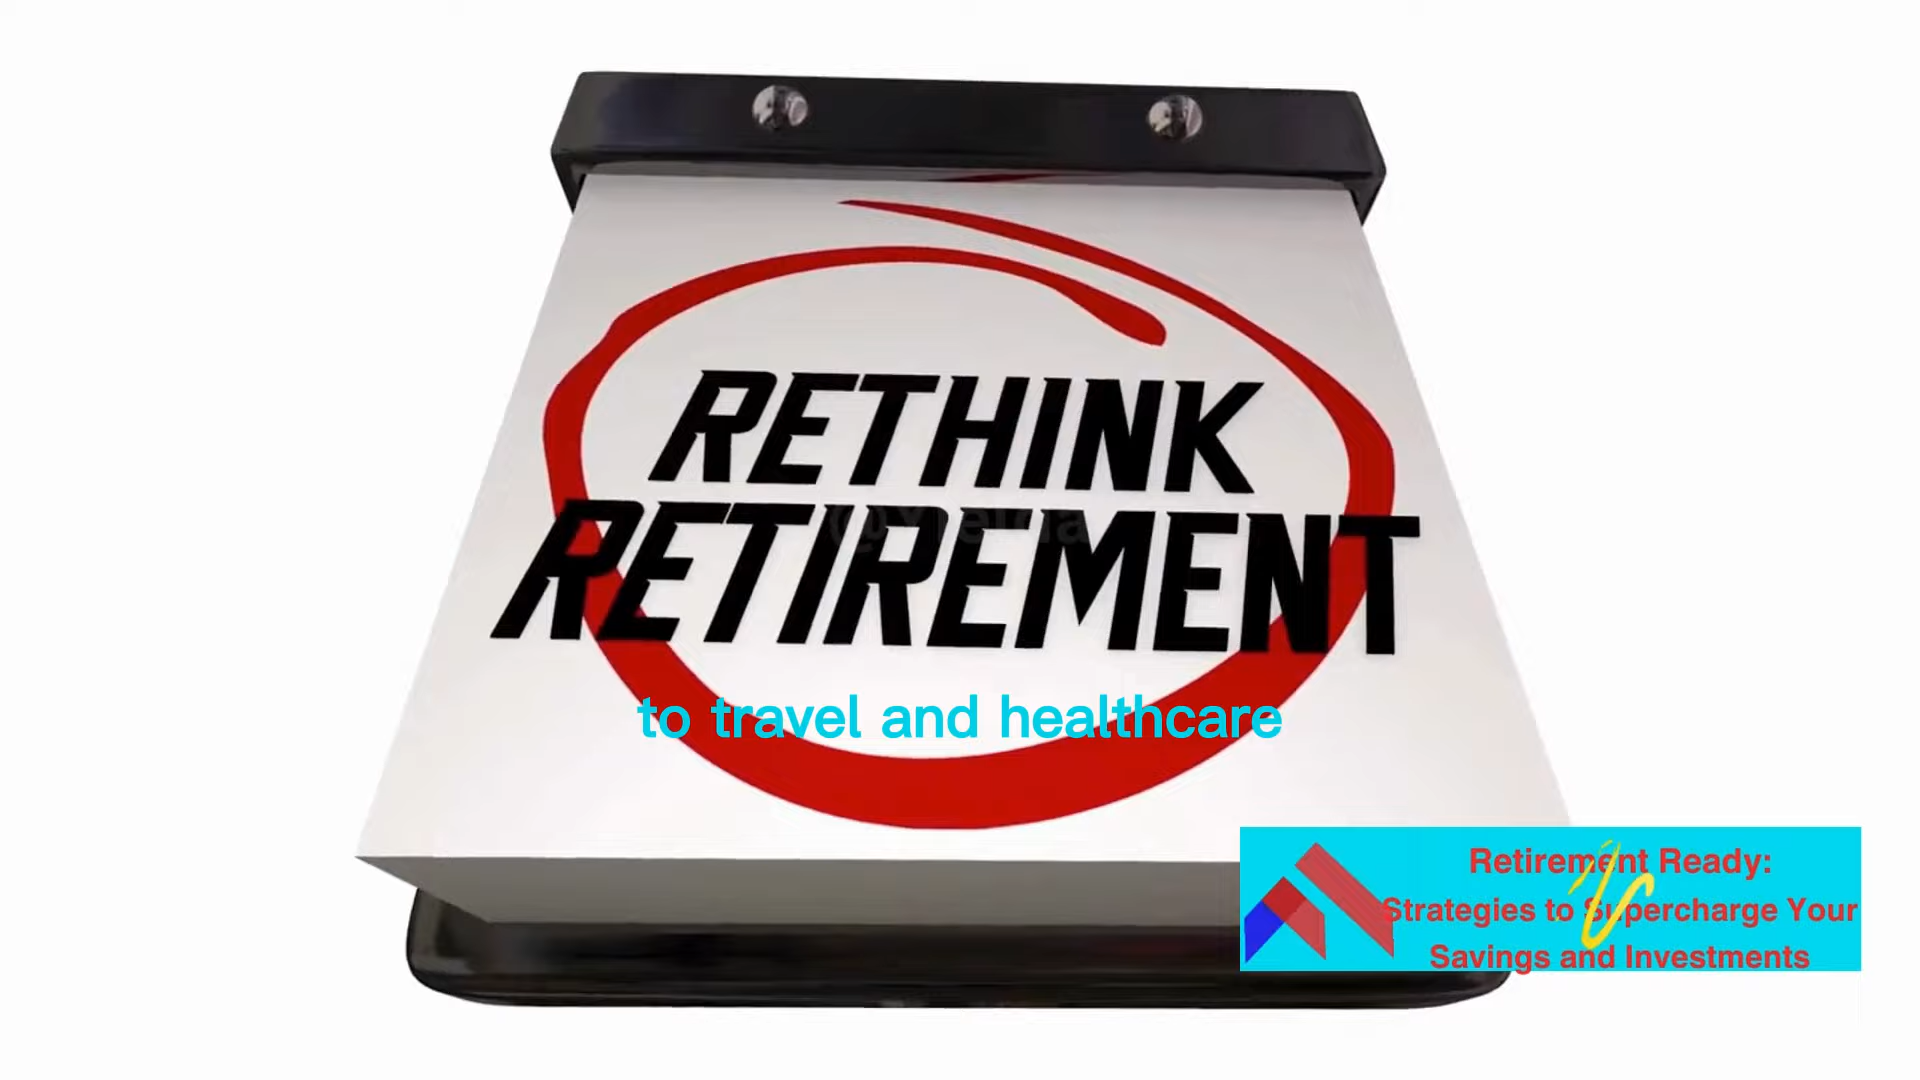 RETHINK
RETIREMENT
to travel and healthcare
Retirement Ready:
Strategies to Supercharge Your
Savings and Investments